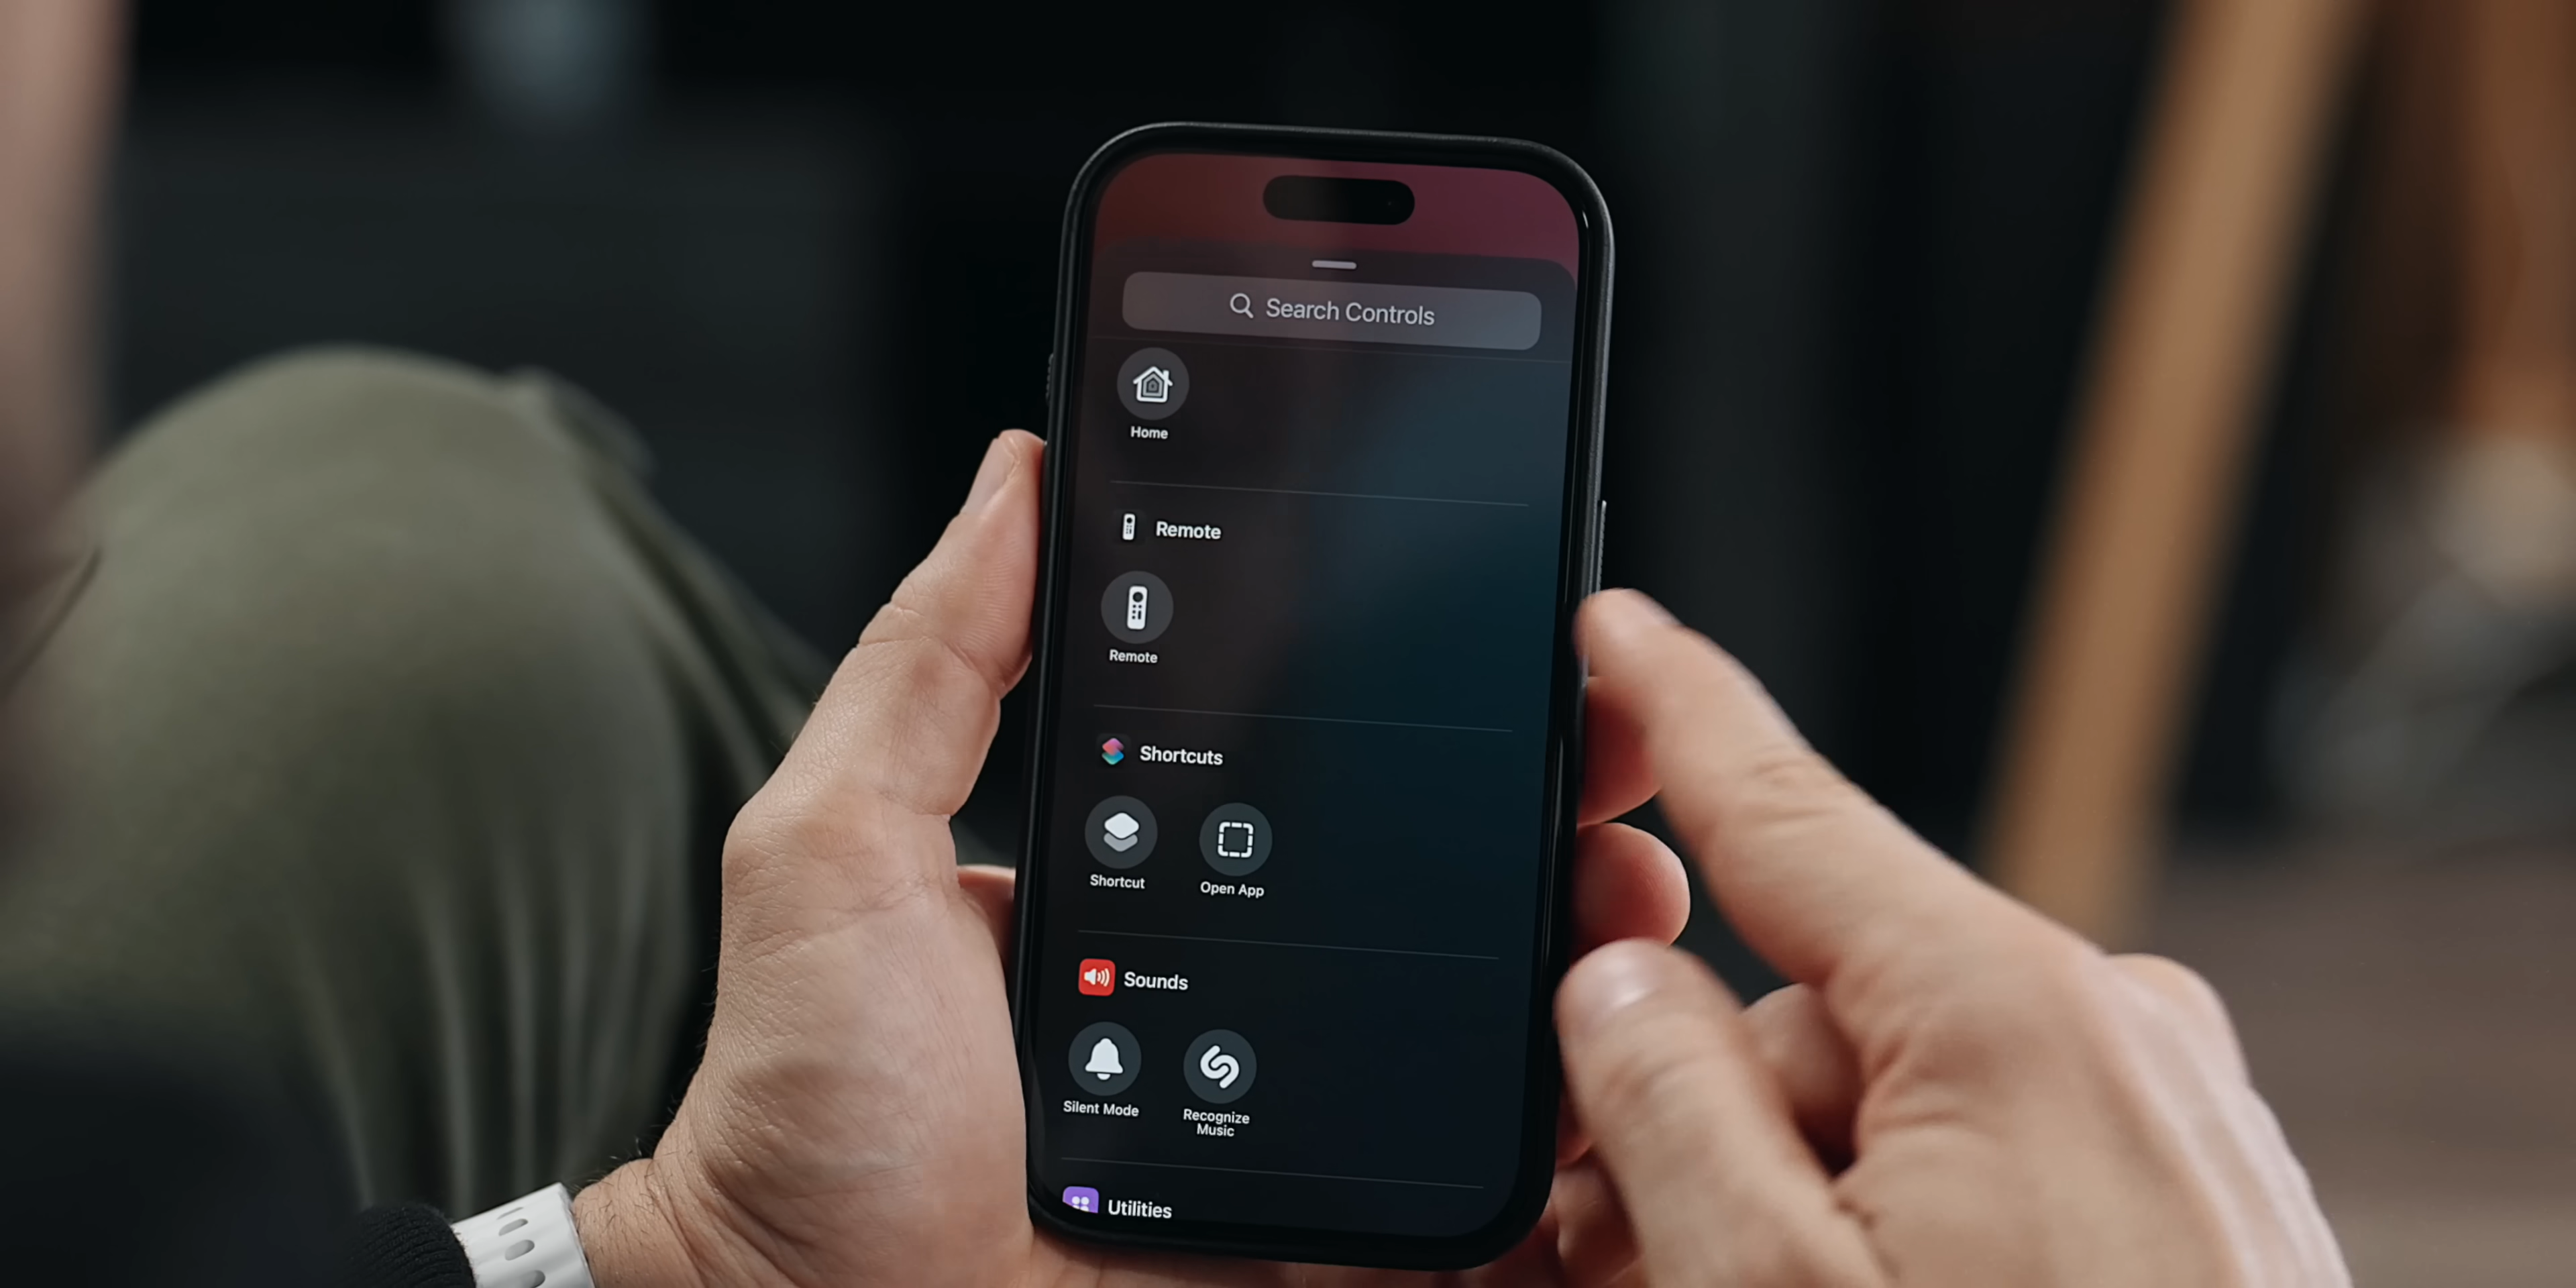 Search Controls
Home
Remote
Remote
Shortcuts
Shortcut
Open App
Sounds
Silent Mode
Recognize
Music
Utilities